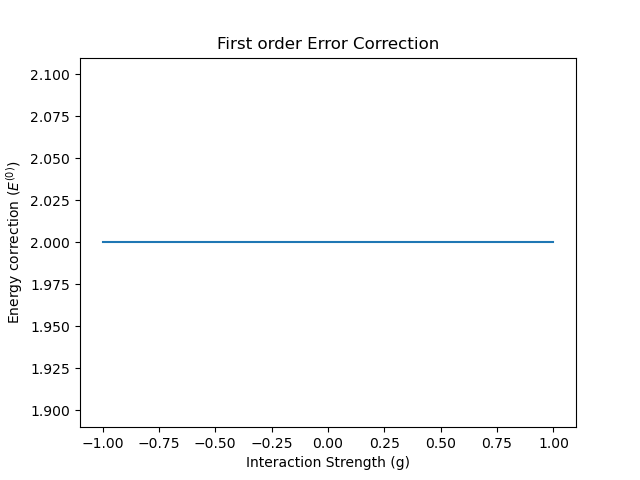 First order Error Correction
Energy correction (E^(0))
2.100
2.075
2.050
2.025
2.000
1.975
1.950
1.925
1.900
−1.00 −0.75 −0.50 −0.25 0.00 0.25 0.50 0.75 1.00
Interaction Strength (g)